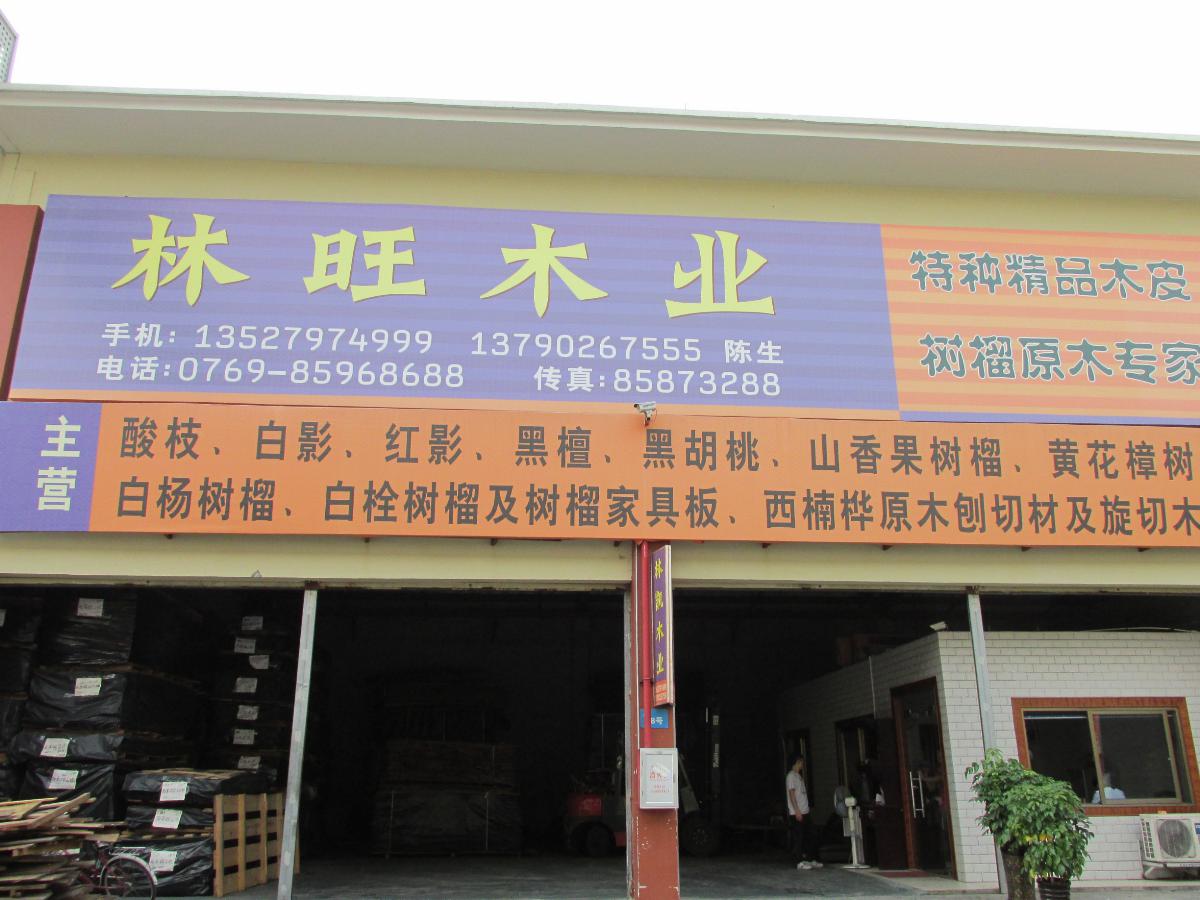 林旺木业
手机：13527974999 13790267555 陈生
电话：0769-85968688 传真：85873288
特种精品木皮
树榴原木专家
主营
酸枝、白影、红影、黑檀、黑胡桃、山香果树榴、黄花樟树
白杨树榴、白栓树榴及树榴家具板、西楠桦原木刨切材及旋切木
林旺木业
8号